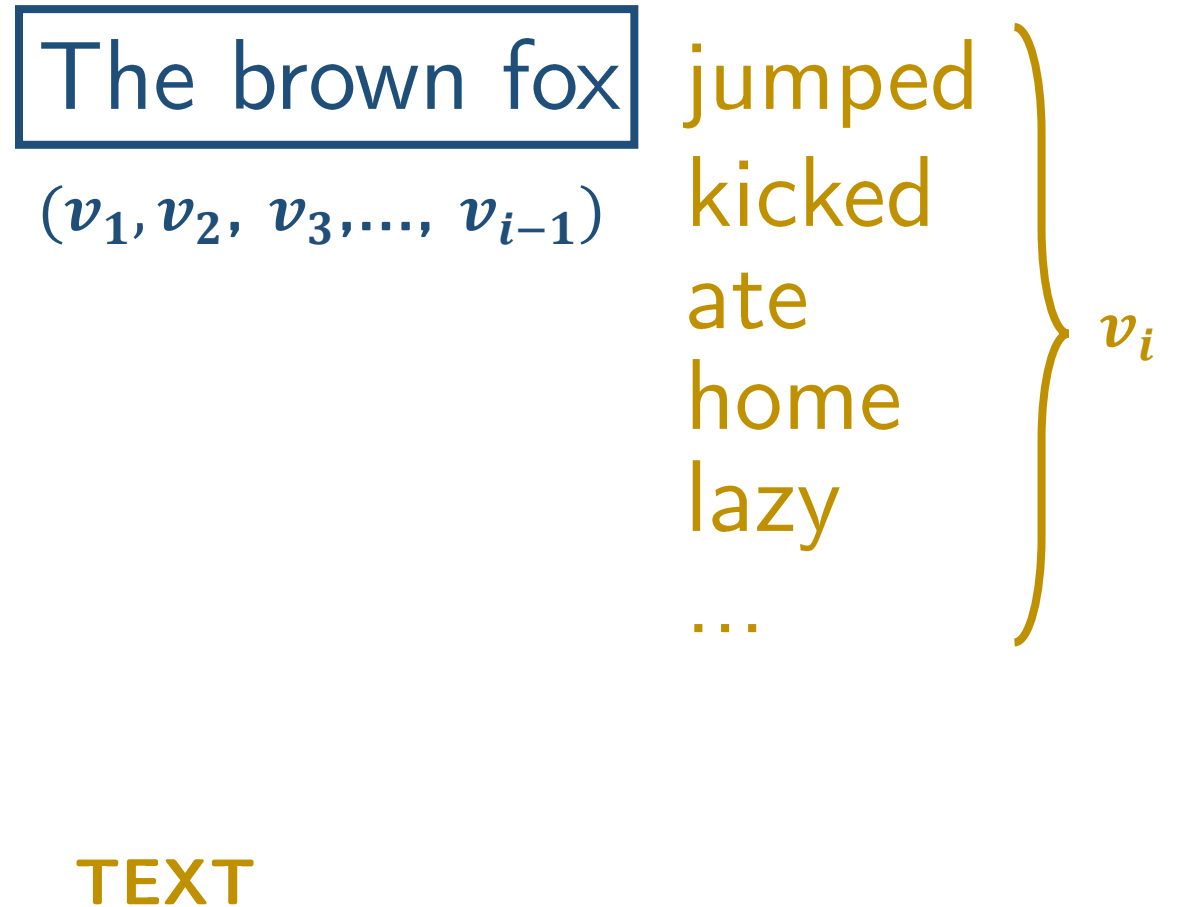 The brown fox jumped
(v₁, v₂, v₃,..., vᵢ₋₁)
kicked
ate
home
lazy
...
vᵢ
TEXT